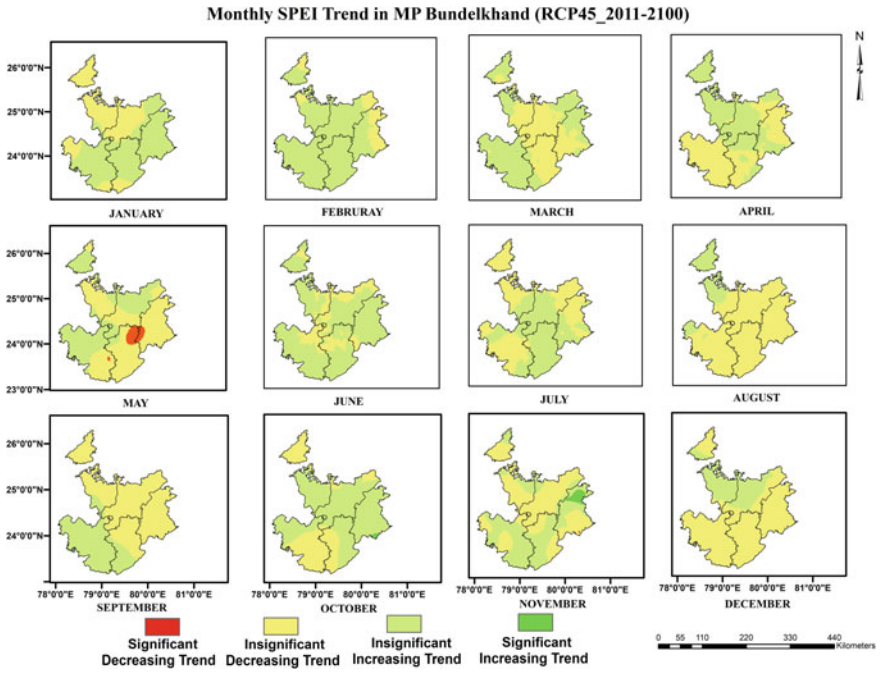 Monthly SPEI Trend in MP Bundelkhand (RCP45_2011-2100)
N
26°0'0"N
25°0'0"N
24°0'0"N
JANUARY
FEBRURAY
MARCH
APRIL
26°0'0"N
25°0'0"N
24°0'0"N
23°0'0"N
MAY
JUNE
JULY
AUGUST
26°0'0"N
25°0'0"N
24°0'0"N
78°0'0"E 79°0'0"E 80°0'0"E 81°0'0"E
78°0'0"E 79°0'0"E 80°0'0"E 81°0'0"E
78°0'0"E 79°0'0"E 80°0'0"E 81°0'0"E
78°0'0"E 79°0'0"E 80°0'0"E 81°0'0"E
SEPTEMBER
OCTOBER
NOVEMBER
DECEMBER
Significant
Decreasing Trend
Insignificant
Decreasing Trend
Insignificant
Increasing Trend
Significant
Increasing Trend
0 55 110 220 330 440
Kilometers